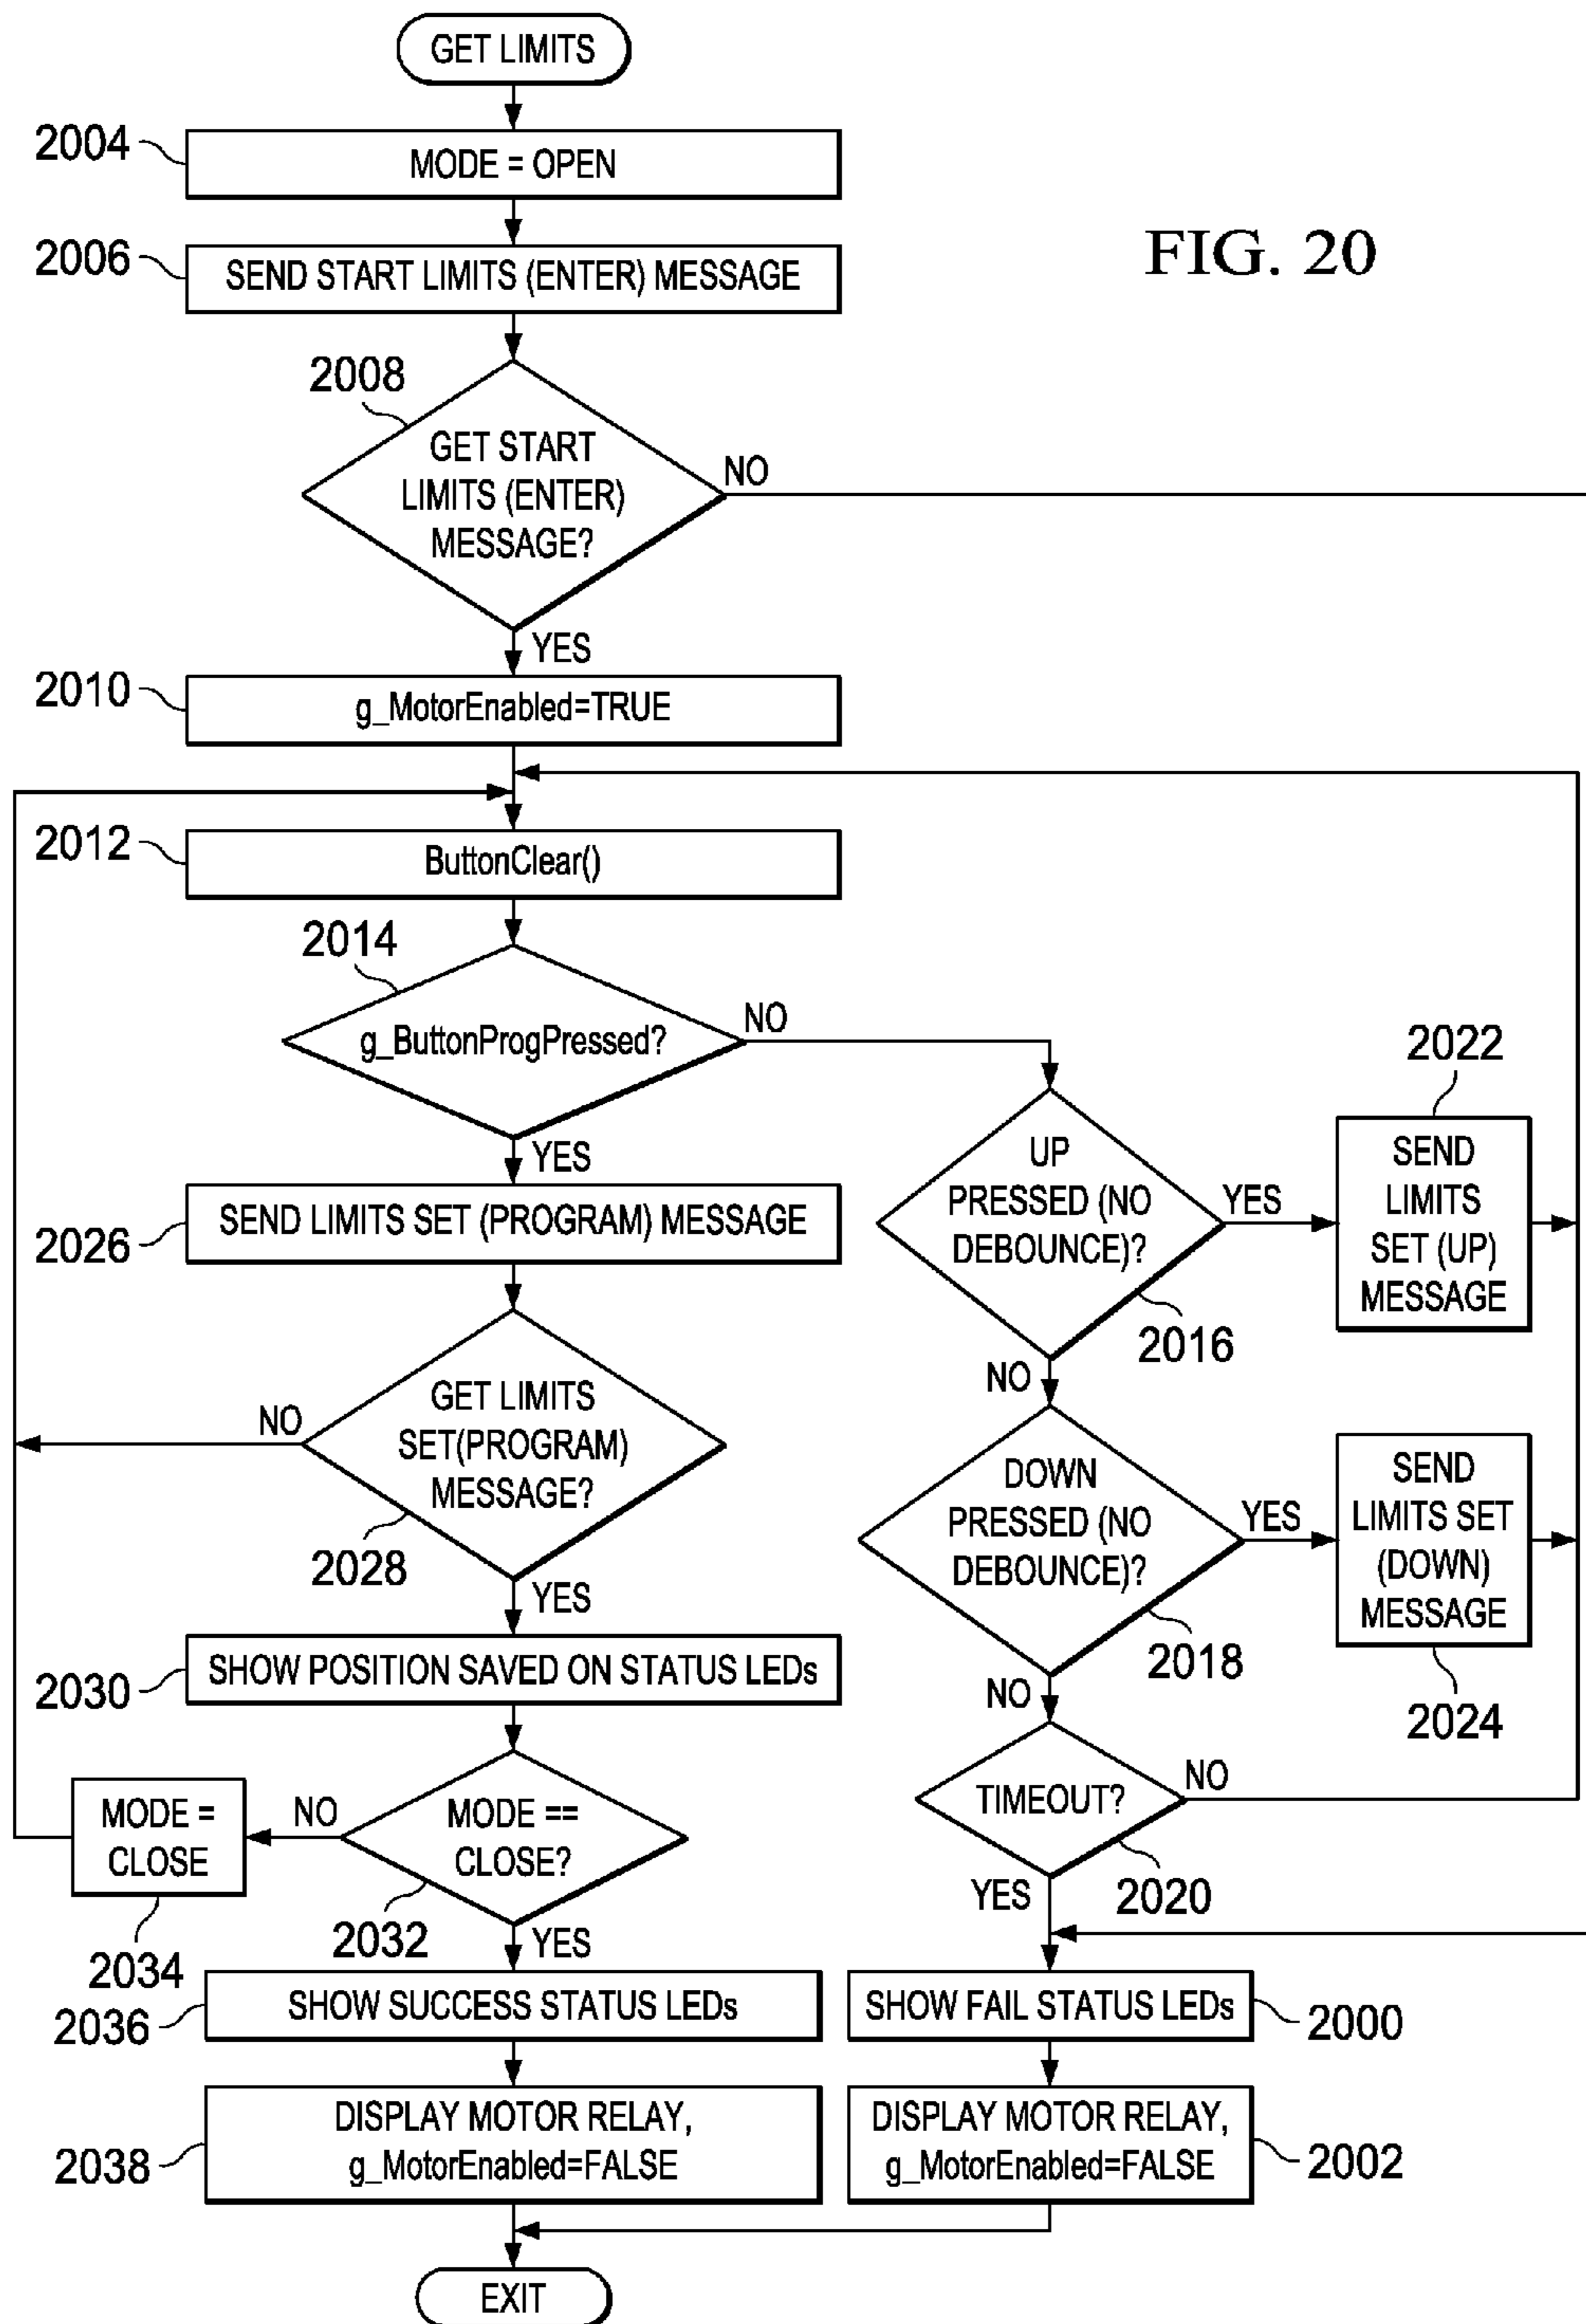 GET LIMITS
2004
MODE = OPEN
2006
SEND START LIMITS (ENTER) MESSAGE
FIG. 20
2008
GET START
LIMITS (ENTER)
MESSAGE?
NO
YES
2010
g_MotorEnabled=TRUE
2012
ButtonClear()
2014
g_ButtonProgPressed?
NO
YES
2026
SEND LIMITS SET (PROGRAM) MESSAGE
UP
PRESSED (NO
DEBOUNCE)?
YES
2016
NO
2022
SEND
LIMITS
SET (UP)
MESSAGE
GET LIMITS
SET(PROGRAM)
MESSAGE?
NO
2028
YES
DOWN
PRESSED (NO
DEBOUNCE)?
YES
2018
NO
SEND
LIMITS SET
(DOWN)
MESSAGE
2024
2030
SHOW POSITION SAVED ON STATUS LEDs
MODE ==
CLOSE?
NO
2032
YES
MODE =
CLOSE
2034
TIMEOUT?
NO
2020
YES
2036
SHOW SUCCESS STATUS LEDs
SHOW FAIL STATUS LEDs
2000
2038
DISPLAY MOTOR RELAY,
g_MotorEnabled=FALSE
DISPLAY MOTOR RELAY,
g_MotorEnabled=FALSE
2002
EXIT